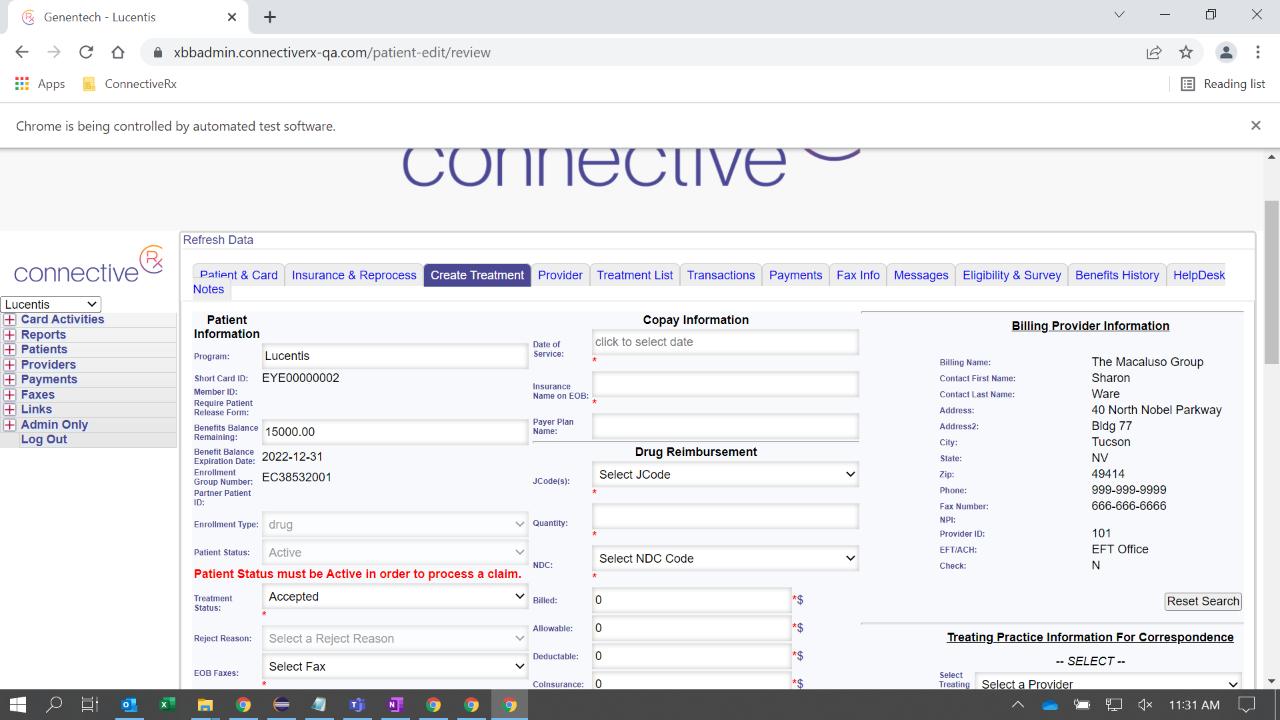 Genentech - Lucentis
xbbadmin.connectiverx-qa.com/patient-edit/review
Apps
ConnectiveRx
Reading list
Chrome is being controlled by automated test software.
connective
Refresh Data
Patient & Card
Insurance & Reprocess
Create Treatment
Provider
Treatment List
Transactions
Payments
Fax Info
Messages
Eligibility & Survey
Benefits History
HelpDesk
Notes
connective Rx
Lucentis
Card Activities
Reports
Patients
Providers
Payments
Faxes
Links
Admin Only
Log Out
Patient
Information
Program: Lucentis
Short Card ID: EYE00000002
Member ID:
Require Patient
Release Form:
Benefits Balance
Remaining: 15000.00
Benefit Balance
Expiration Date: 2022-12-31
Enrollment
Group Number: EC38532001
Partner Patient
ID:
Enrollment Type: drug
Patient Status: Active
Patient Status must be Active in order to process a claim.
Treatment
Status: Accepted
*
Reject Reason: Select a Reject Reason
EOB Faxes: Select Fax
*
Copay Information
Date of
Service: click to select date
*
Insurance
Name on EOB:
*
Payer Plan
Name:
Drug Reimbursement
JCode(s): Select JCode
*
Quantity:
*
NDC: Select NDC Code
*
Billed: 0 *$
Allowable: 0 *$
Deductable: 0 *$
CoInsurance: 0 *$
Billing Provider Information
Billing Name: The Macaluso Group
Contact First Name: Sharon
Contact Last Name: Ware
Address: 40 North Nobel Parkway
Address2: Bldg 77
City: Tucson
State: NV
Zip: 49414
Phone: 999-999-9999
Fax Number: 666-666-6666
NPI:
Provider ID: 101
EFT/ACH: EFT Office
Check: N
Reset Search
Treating Practice Information For Correspondence
-- SELECT --
Select
Treating Select a Provider
11:31 AM